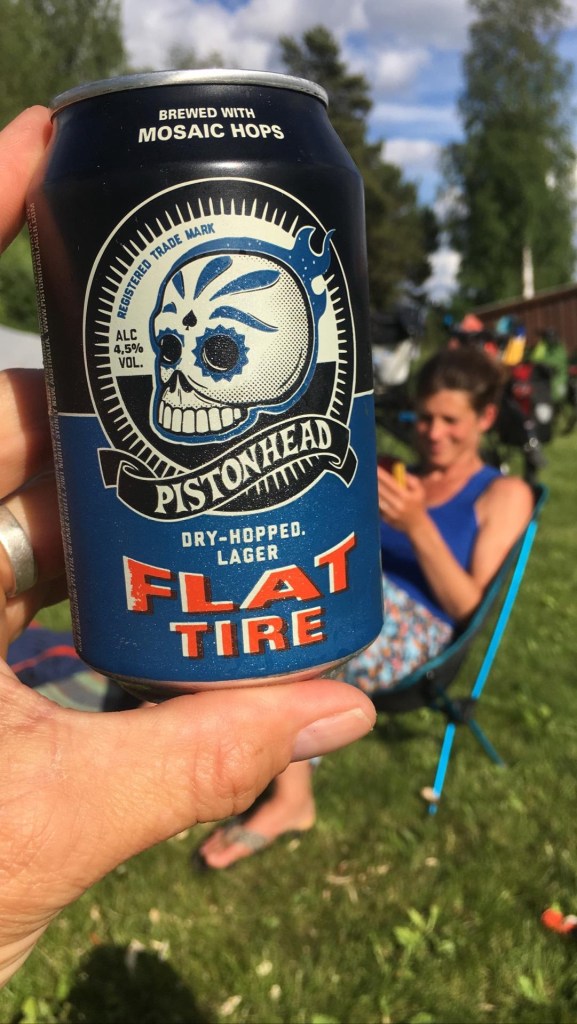 BREWED WITH
MOSAIC HOPS
REGISTERED TRADE MARK
ALC
4,5%
VOL.
PISTONHEAD
DRY-HOPPED.
LAGER
FLAT
TIRE